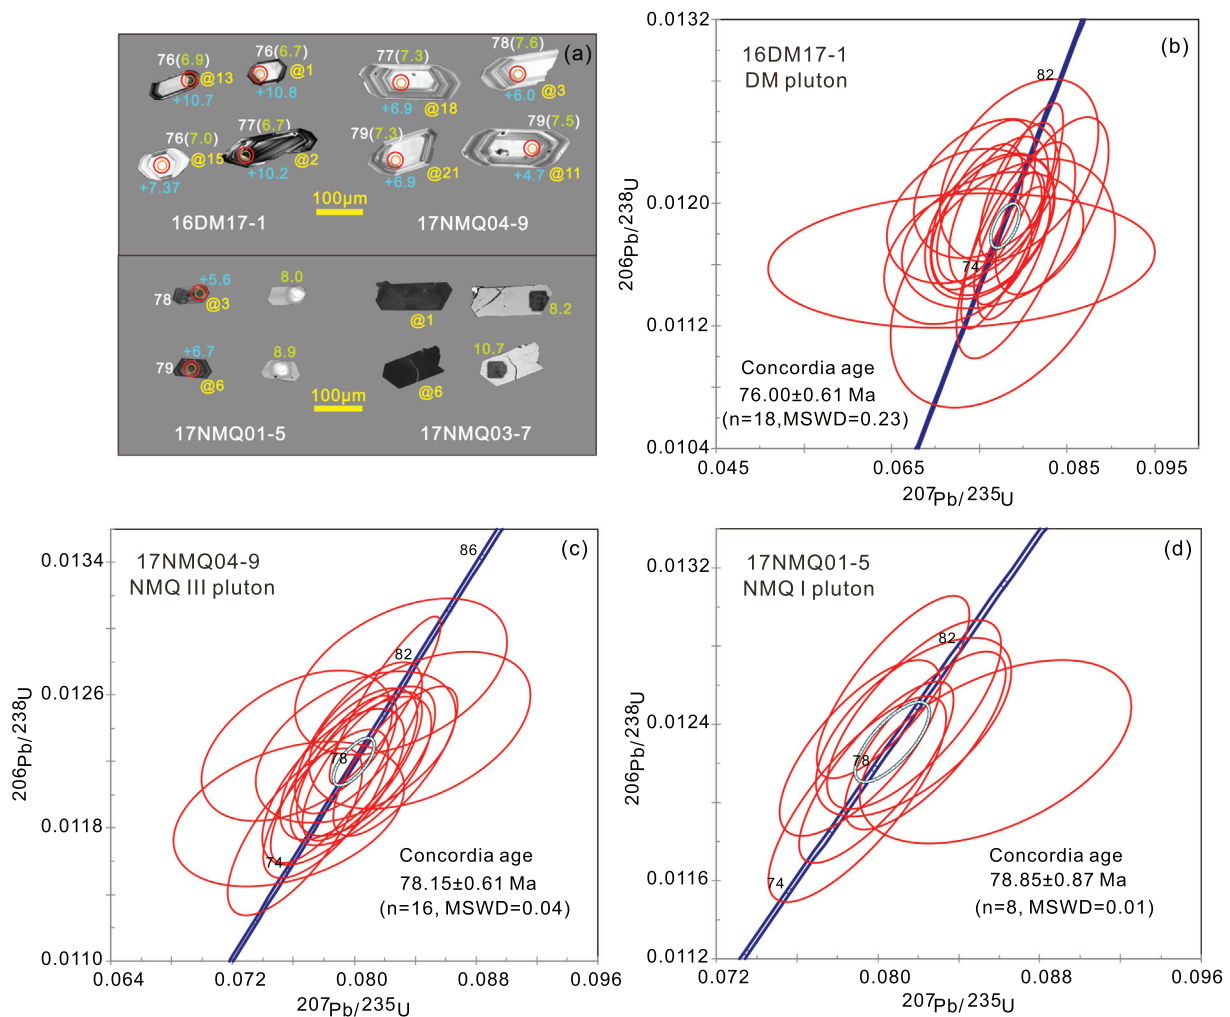 (a)
76(6.9)
@13
+10.7
76(6.7)
@1
+10.8
77(7.3)
+6.9
@18
78(7.6)
+6.0
@3
76(7.0)
@15
+7.37
77(6.7)
@2
+10.2
79(7.3)
+6.9
@21
79(7.5)
+4.7
@11
100μm
16DM17-1
17NMQ04-9
+5.6
78
@3
8.0
@1
8.2
+6.7
79
@6
8.9
@6
10.7
100μm
17NMQ01-5
17NMQ03-7
(b)
16DM17-1
DM pluton
82
74
Concordia age
76.00±0.61 Ma
(n=18,MSWD=0.23)
0.0132
0.0120
0.0112
0.0104
206Pb/238U
0.045
0.065
0.085
0.095
207Pb/235U
(c)
17NMQ04-9
NMQ III pluton
86
82
78
74
Concordia age
78.15±0.61 Ma
(n=16, MSWD=0.04)
0.0134
0.0126
0.0118
0.0110
206Pb/238U
0.064
0.072
0.080
0.088
0.096
207Pb/235U
(d)
17NMQ01-5
NMQ I pluton
82
78
74
Concordia age
78.85±0.87 Ma
(n=8, MSWD=0.01)
0.0132
0.0124
0.0116
0.0112
206Pb/238U
0.072
0.080
0.088
0.096
207Pb/235U